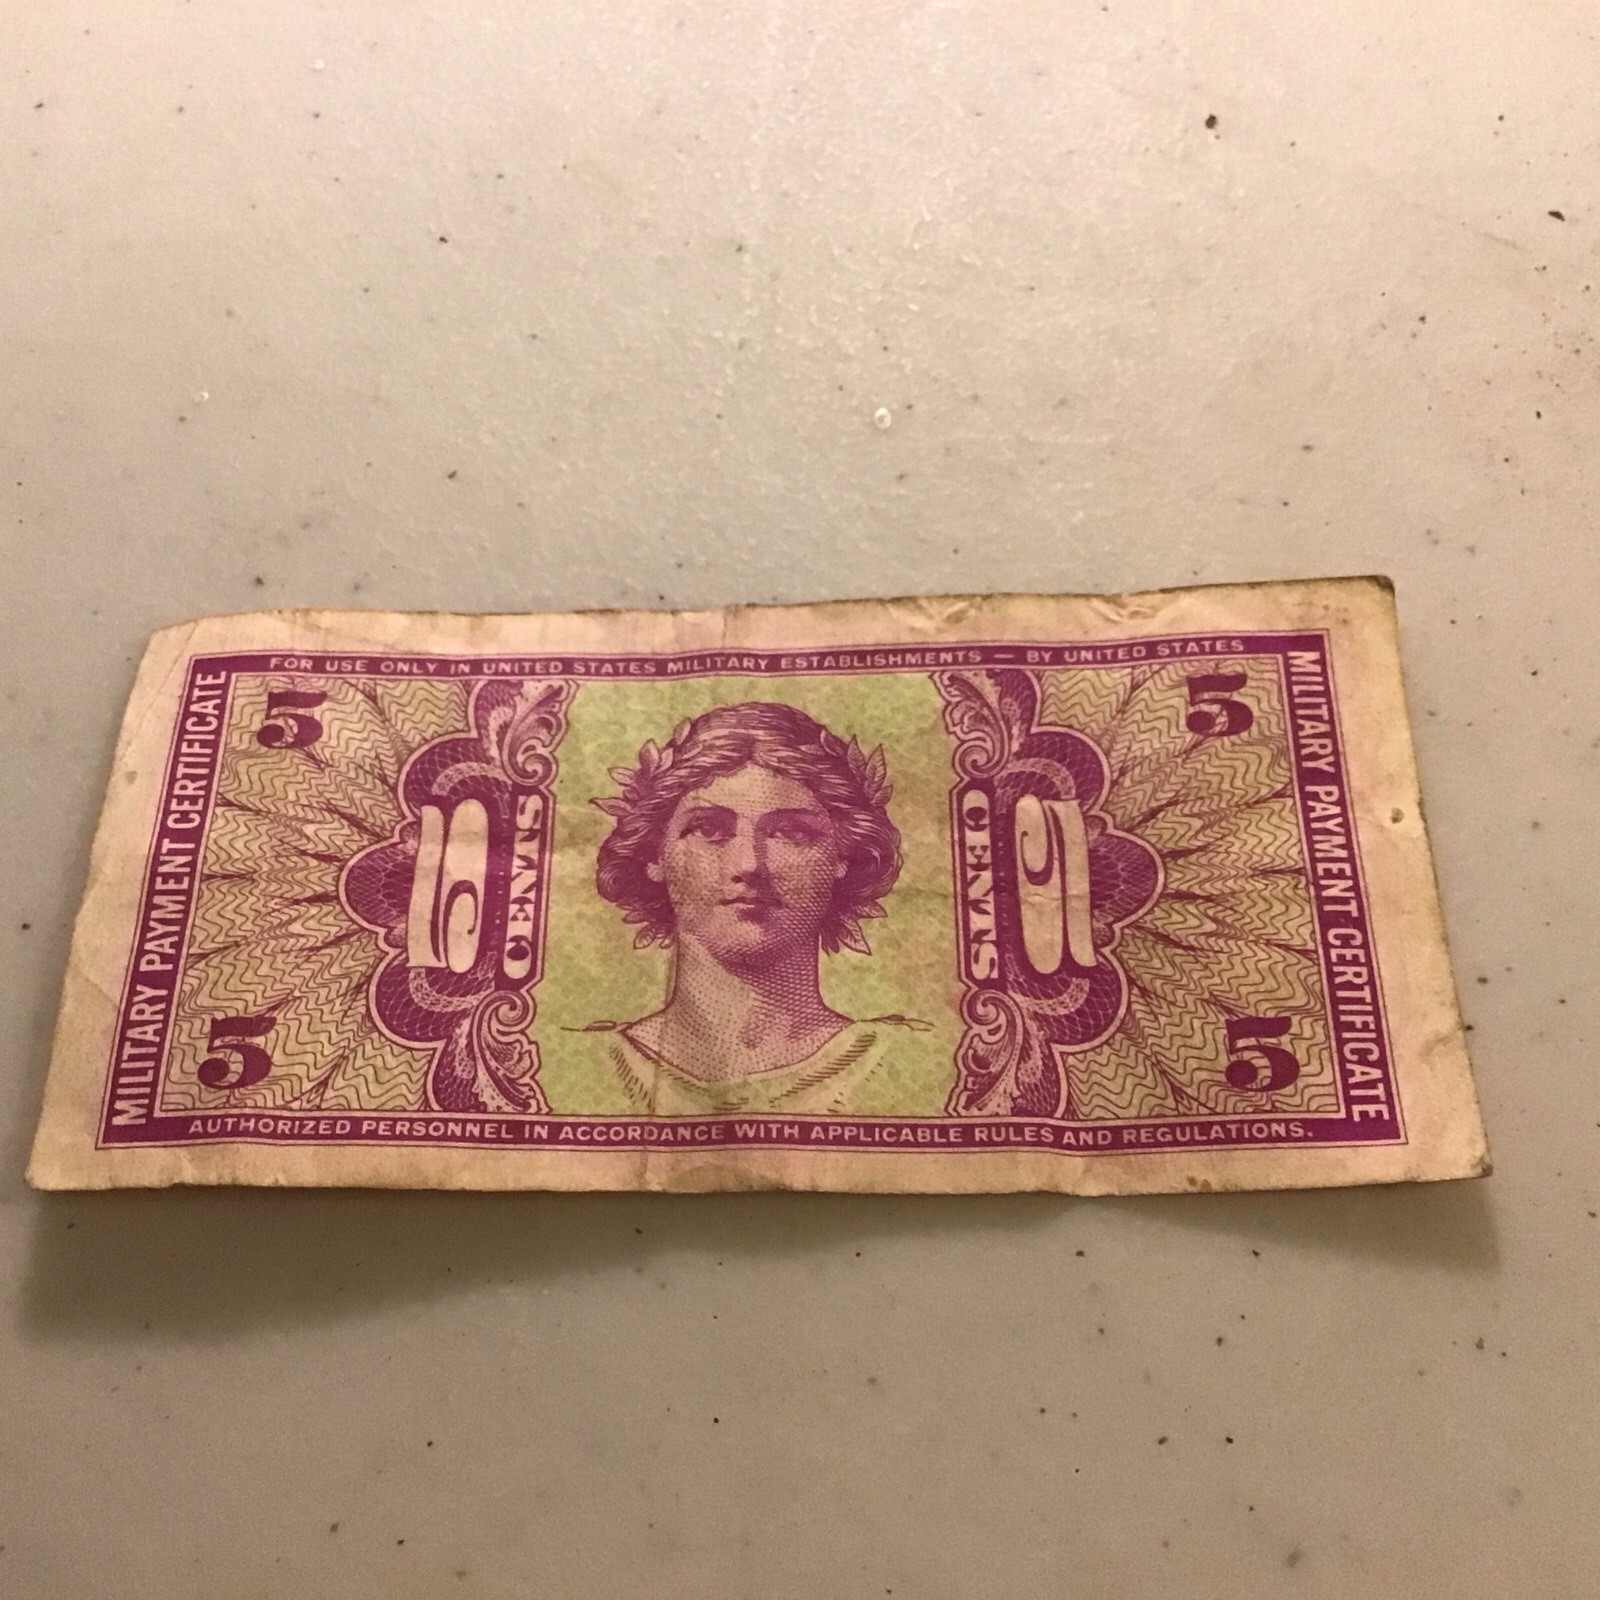 FOR USE ONLY IN UNITED STATES MILITARY ESTABLISHMENTS — BY UNITED STATES
MILITARY PAYMENT CERTIFICATE
5
5
MILITARY PAYMENT CERTIFICATE
5 CENTS
CENTS 5
5
5
AUTHORIZED PERSONNEL IN ACCORDANCE WITH APPLICABLE RULES AND REGULATIONS.